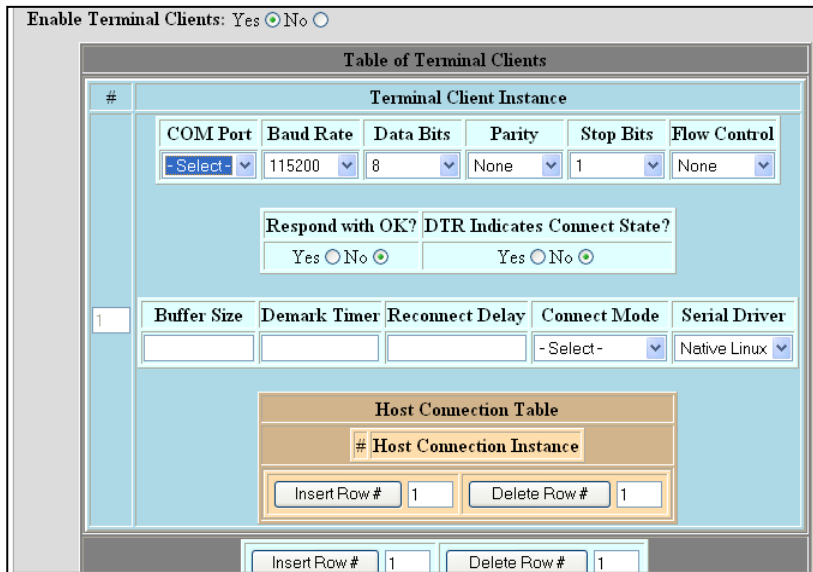 Enable Terminal Clients: Yes No
Table of Terminal Clients
# Terminal Client Instance
COM Port Baud Rate Data Bits Parity Stop Bits Flow Control
- Select - 115200 8 None 1 None
Respond with OK? DTR Indicates Connect State?
Yes No Yes No
1
Buffer Size Demark Timer Reconnect Delay Connect Mode Serial Driver
- Select - Native Linux
Host Connection Table
# Host Connection Instance
Insert Row # 1 Delete Row # 1
Insert Row # 1 Delete Row # 1